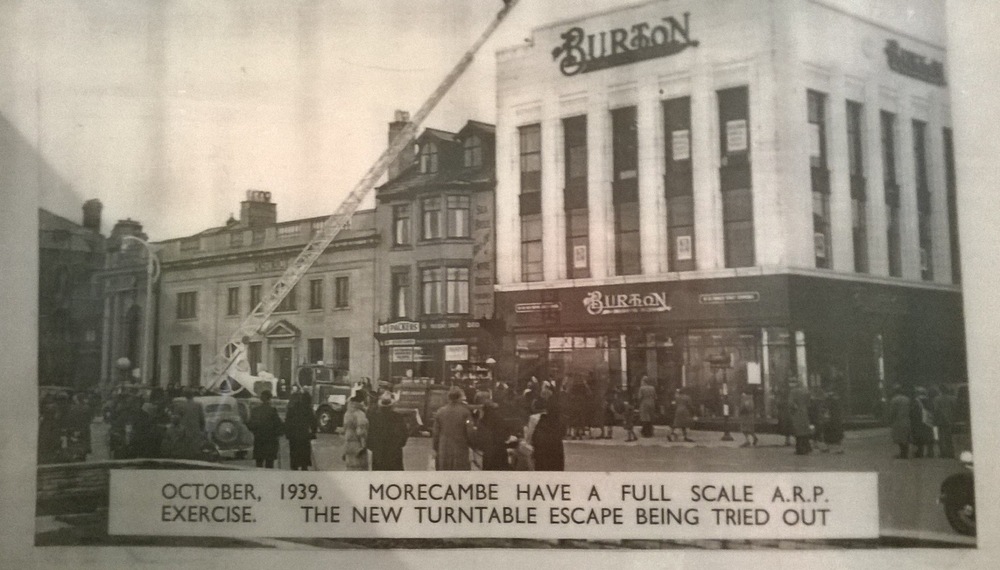 BURTON
BURTON
PACKERS
OCTOBER, 1939. MORECAMBE HAVE A FULL SCALE A.R.P.
EXERCISE. THE NEW TURNTABLE ESCAPE BEING TRIED OUT